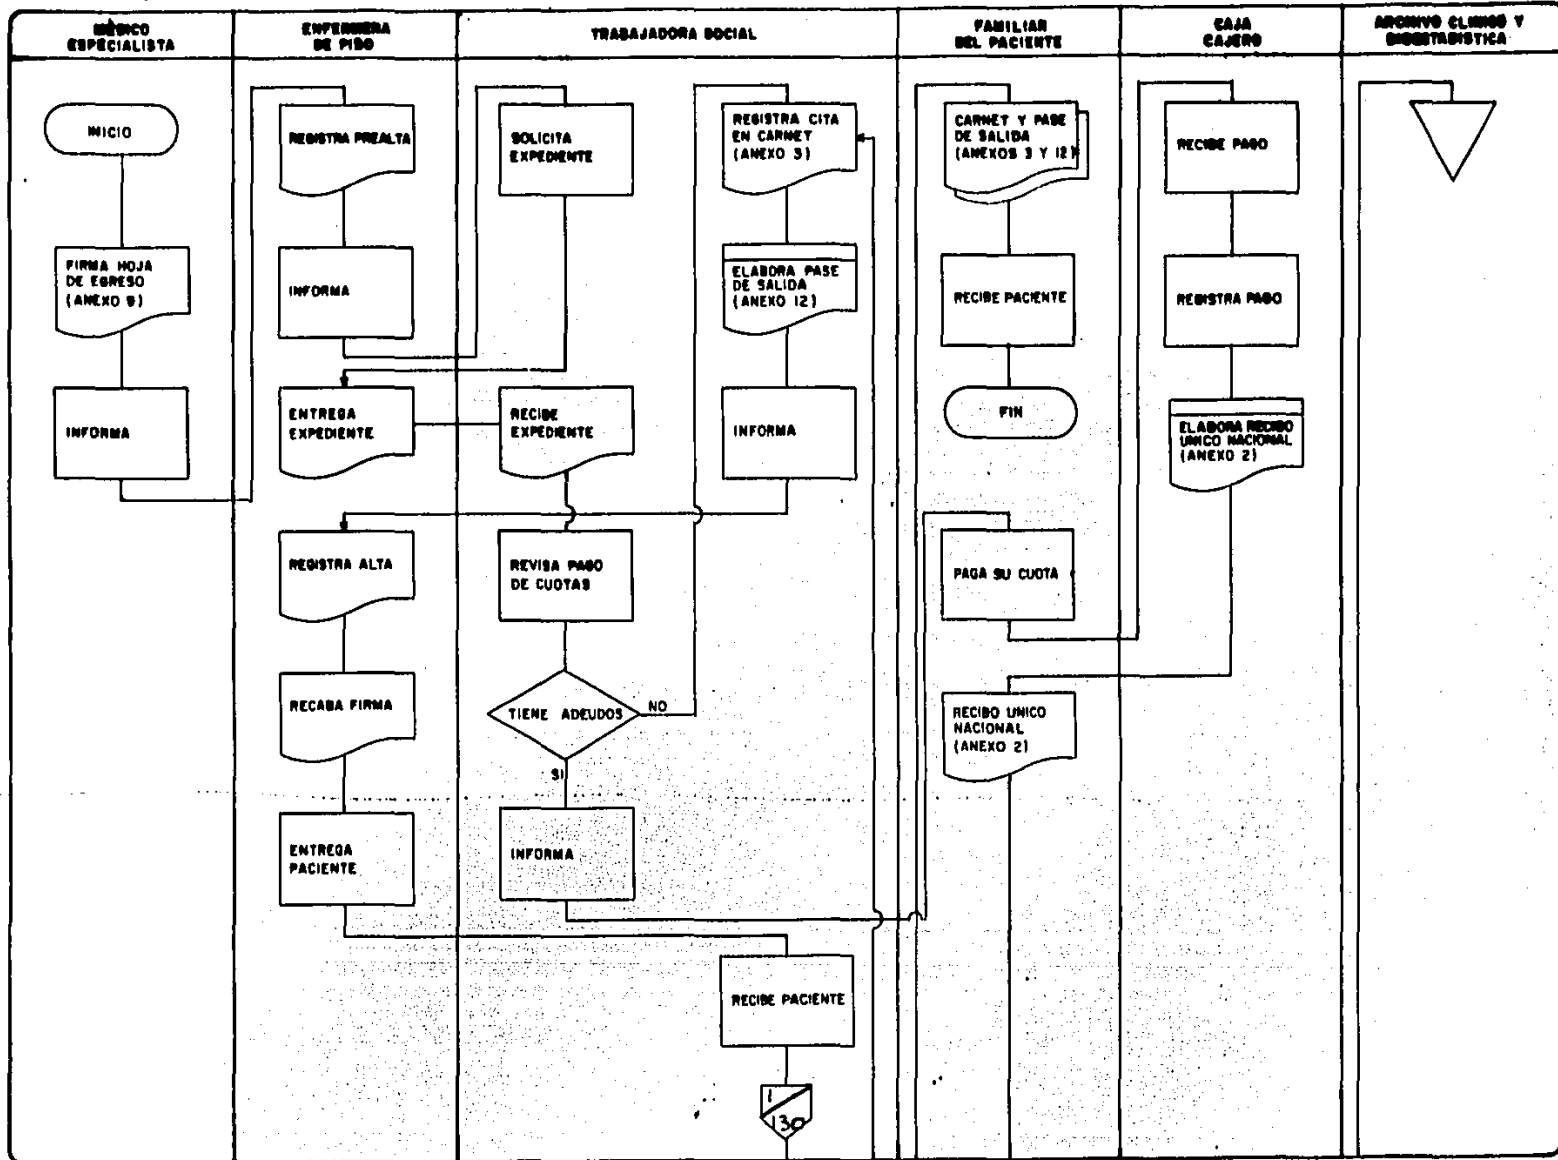 MEDICO
ESPECIALISTA
ENFERMERA
DE PISO
TRABAJADORA SOCIAL
FAMILIAR
DEL PACIENTE
CAJA
CAJERO
ARCHIVO CLINICO Y
BIOESTADISTICA
INICIO
FIRMA HOJA
DE EGRESO
(ANEXO 9)
INFORMA
REGISTRA PREALTA
INFORMA
ENTREGA
EXPEDIENTE
REGISTRA ALTA
RECABA FIRMA
ENTREGA
PACIENTE
SOLICITA
EXPEDIENTE
RECIBE
EXPEDIENTE
REVISA PAGO
DE CUOTAS
TIENE ADEUDOS
NO
SI
INFORMA
REGISTRA CITA
EN CARNET
(ANEXO 3)
ELABORA PASE
DE SALIDA
(ANEXO 12)
INFORMA
RECIBE PACIENTE
1
130
CARNET Y PASE
DE SALIDA
(ANEXOS 3 Y 12)
RECIBE PACIENTE
FIN
PAGA SU CUOTA
RECIBO UNICO
NACIONAL
(ANEXO 2)
RECIBE PAGO
REGISTRA PAGO
ELABORA RECIBO
UNICO NACIONAL
(ANEXO 2)